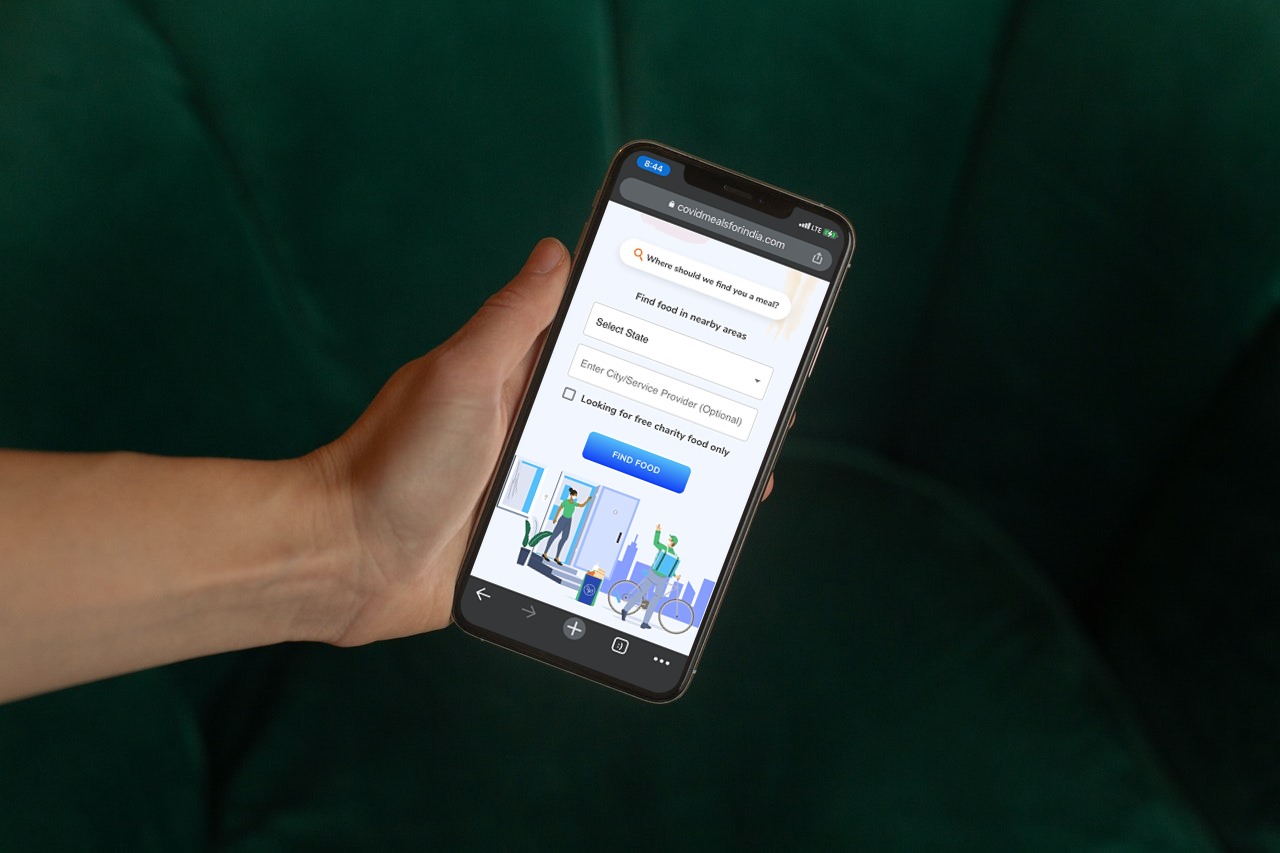 8:44
LTE
covidmealsforindia.com
Where should we find you a meal?
Find food in nearby areas
Select State
Enter City/Service Provider (Optional)
Looking for free charity food only
FIND FOOD
:)